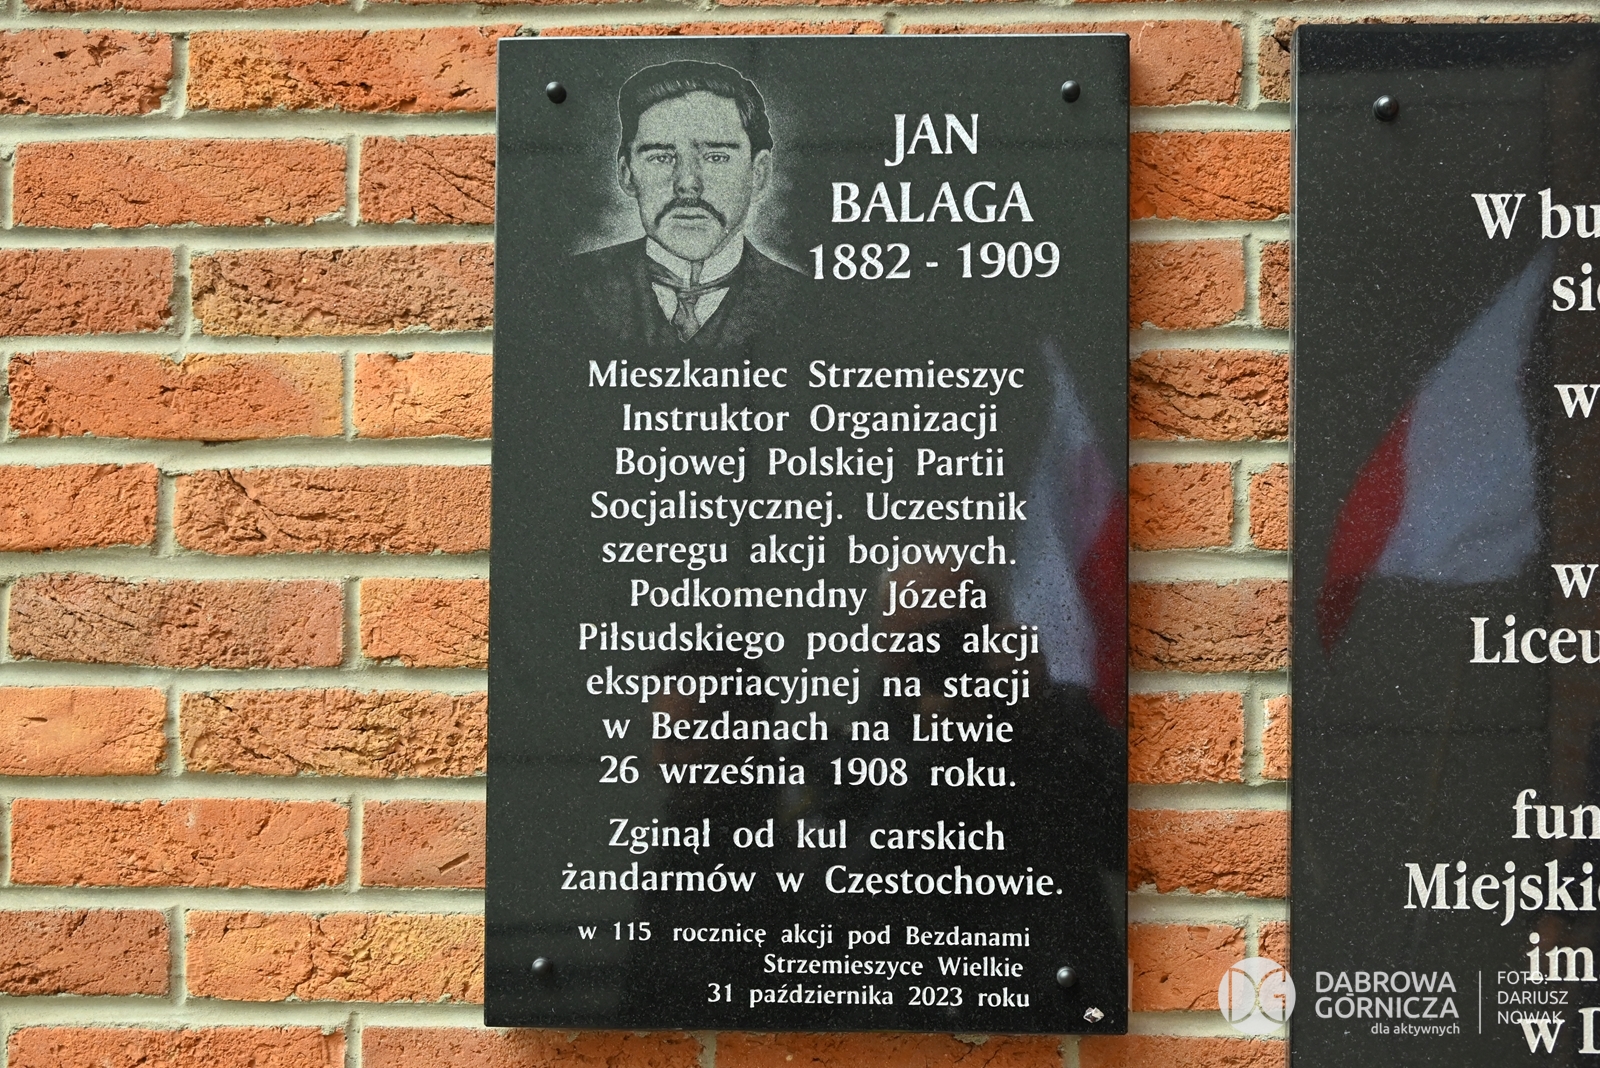 JAN
BALAGA
1882 - 1909
Mieszkaniec Strzemieszyc
Instruktor Organizacji
Bojowej Polskiej Partii
Socjalistycznej. Uczestnik
szeregu akcji bojowych.
Podkomendny Józefa
Piłsudskiego podczas akcji
ekspropriacyjnej na stacji
w Bezdanach na Litwie
26 września 1908 roku.
Zginął od kul carskich
żandarmów w Częstochowie.
w 115 rocznicę akcji pod Bezdanami
Strzemieszyce Wielkie
31 października 2023 roku
W bu
si
w
w
Liceu
fun
Miejski
im
w D
DG
DĄBROWA
GÓRNICZA
dla aktywnych
FOTO:
DARIUSZ
NOWAK